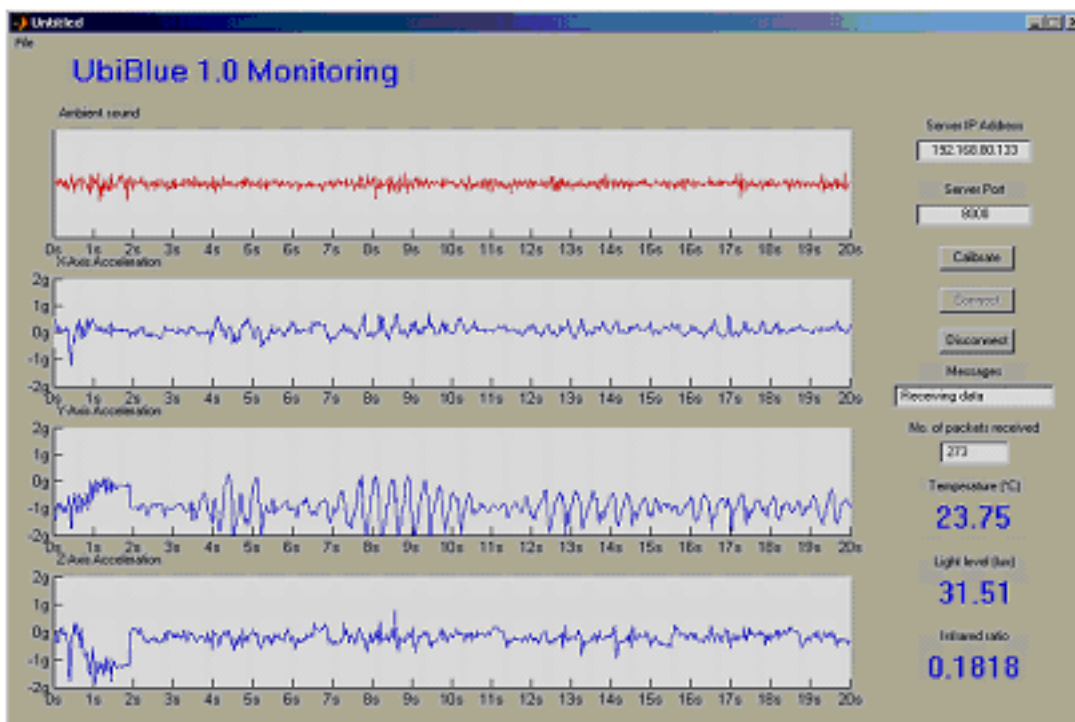 Untitled
File
UbiBlue 1.0 Monitoring
Ambient sound
0s 1s 2s 3s 4s 5s 6s 7s 8s 9s 10s 11s 12s 13s 14s 15s 16s 17s 18s 19s 20s
X-Axis Acceleration
2g
1g
0g
-1g
-2g
0s 1s 2s 3s 4s 5s 6s 7s 8s 9s 10s 11s 12s 13s 14s 15s 16s 17s 18s 19s 20s
Y-Axis Acceleration
2g
1g
0g
-1g
-2g
0s 1s 2s 3s 4s 5s 6s 7s 8s 9s 10s 11s 12s 13s 14s 15s 16s 17s 18s 19s 20s
Z-Axis Acceleration
2g
1g
0g
-1g
-2g
0s 1s 2s 3s 4s 5s 6s 7s 8s 9s 10s 11s 12s 13s 14s 15s 16s 17s 18s 19s 20s
Server IP Address
192.168.80.133
Server Port
Calibrate
Connect
Disconnect
Messages
Receiving data
No. of packets received
273
Temperature (°C)
23.75
Light level (lux)
31.51
Infrared ratio
0.1818